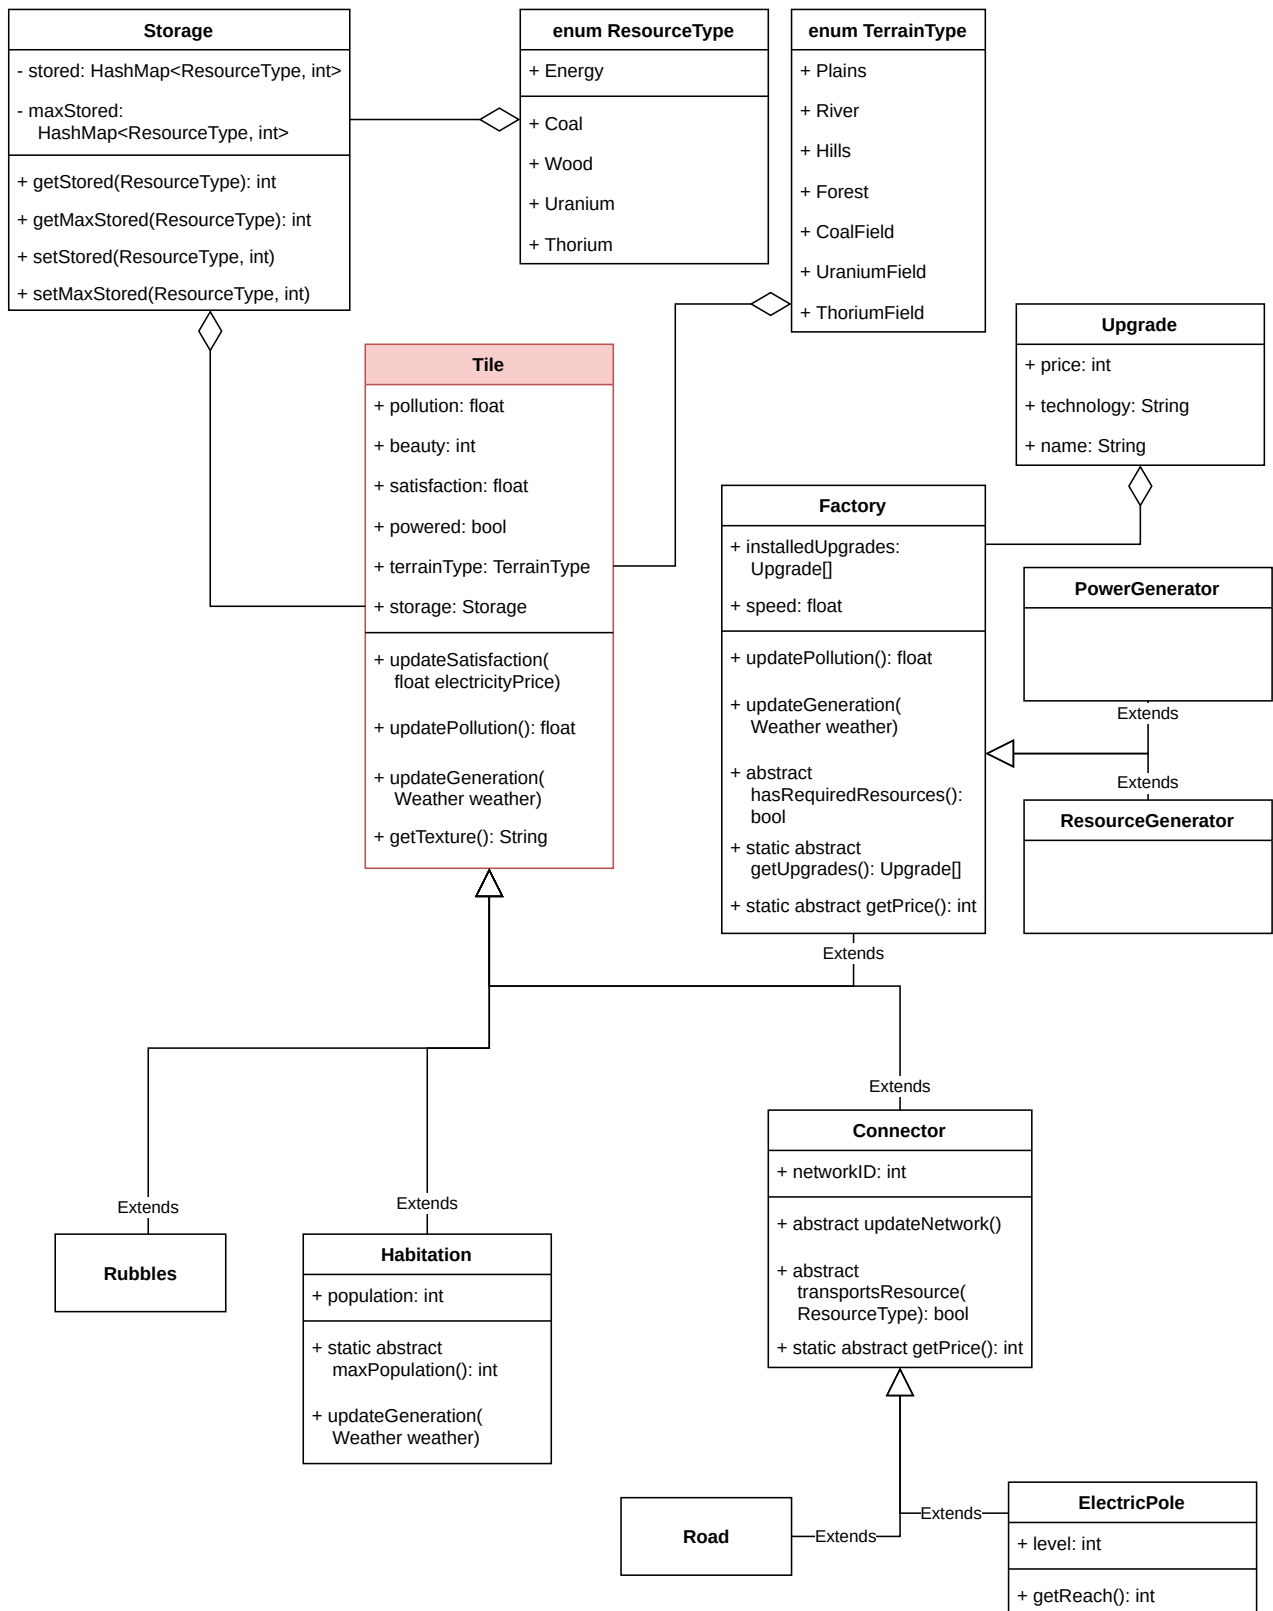 Storage
- stored: HashMap<ResourceType, int>
- maxStored:
HashMap<ResourceType, int>
+ getStored(ResourceType): int
+ getMaxStored(ResourceType): int
+ setStored(ResourceType, int)
+ setMaxStored(ResourceType, int)
enum ResourceType
+ Energy
+ Coal
+ Wood
+ Uranium
+ Thorium
enum TerrainType
+ Plains
+ River
+ Hills
+ Forest
+ CoalField
+ UraniumField
+ ThoriumField
Upgrade
+ price: int
+ technology: String
+ name: String
Tile
+ pollution: float
+ beauty: int
+ satisfaction: float
+ powered: bool
+ terrainType: TerrainType
+ storage: Storage
+ updateSatisfaction(
float electricityPrice)
+ updatePollution(): float
+ updateGeneration(
Weather weather)
+ getTexture(): String
Factory
+ installedUpgrades:
Upgrade[]
+ speed: float
+ updatePollution(): float
+ updateGeneration(
Weather weather)
+ abstract
hasRequiredResources():
bool
+ static abstract
getUpgrades(): Upgrade[]
+ static abstract getPrice(): int
PowerGenerator
Extends
Extends
ResourceGenerator
Extends
Extends
Connector
+ networkID: int
+ abstract updateNetwork()
+ abstract
transportsResource(
ResourceType): bool
+ static abstract getPrice(): int
Extends
Rubbles
Extends
Habitation
+ population: int
+ static abstract
maxPopulation(): int
+ updateGeneration(
Weather weather)
Road
Extends
Extends
ElectricPole
+ level: int
+ getReach(): int